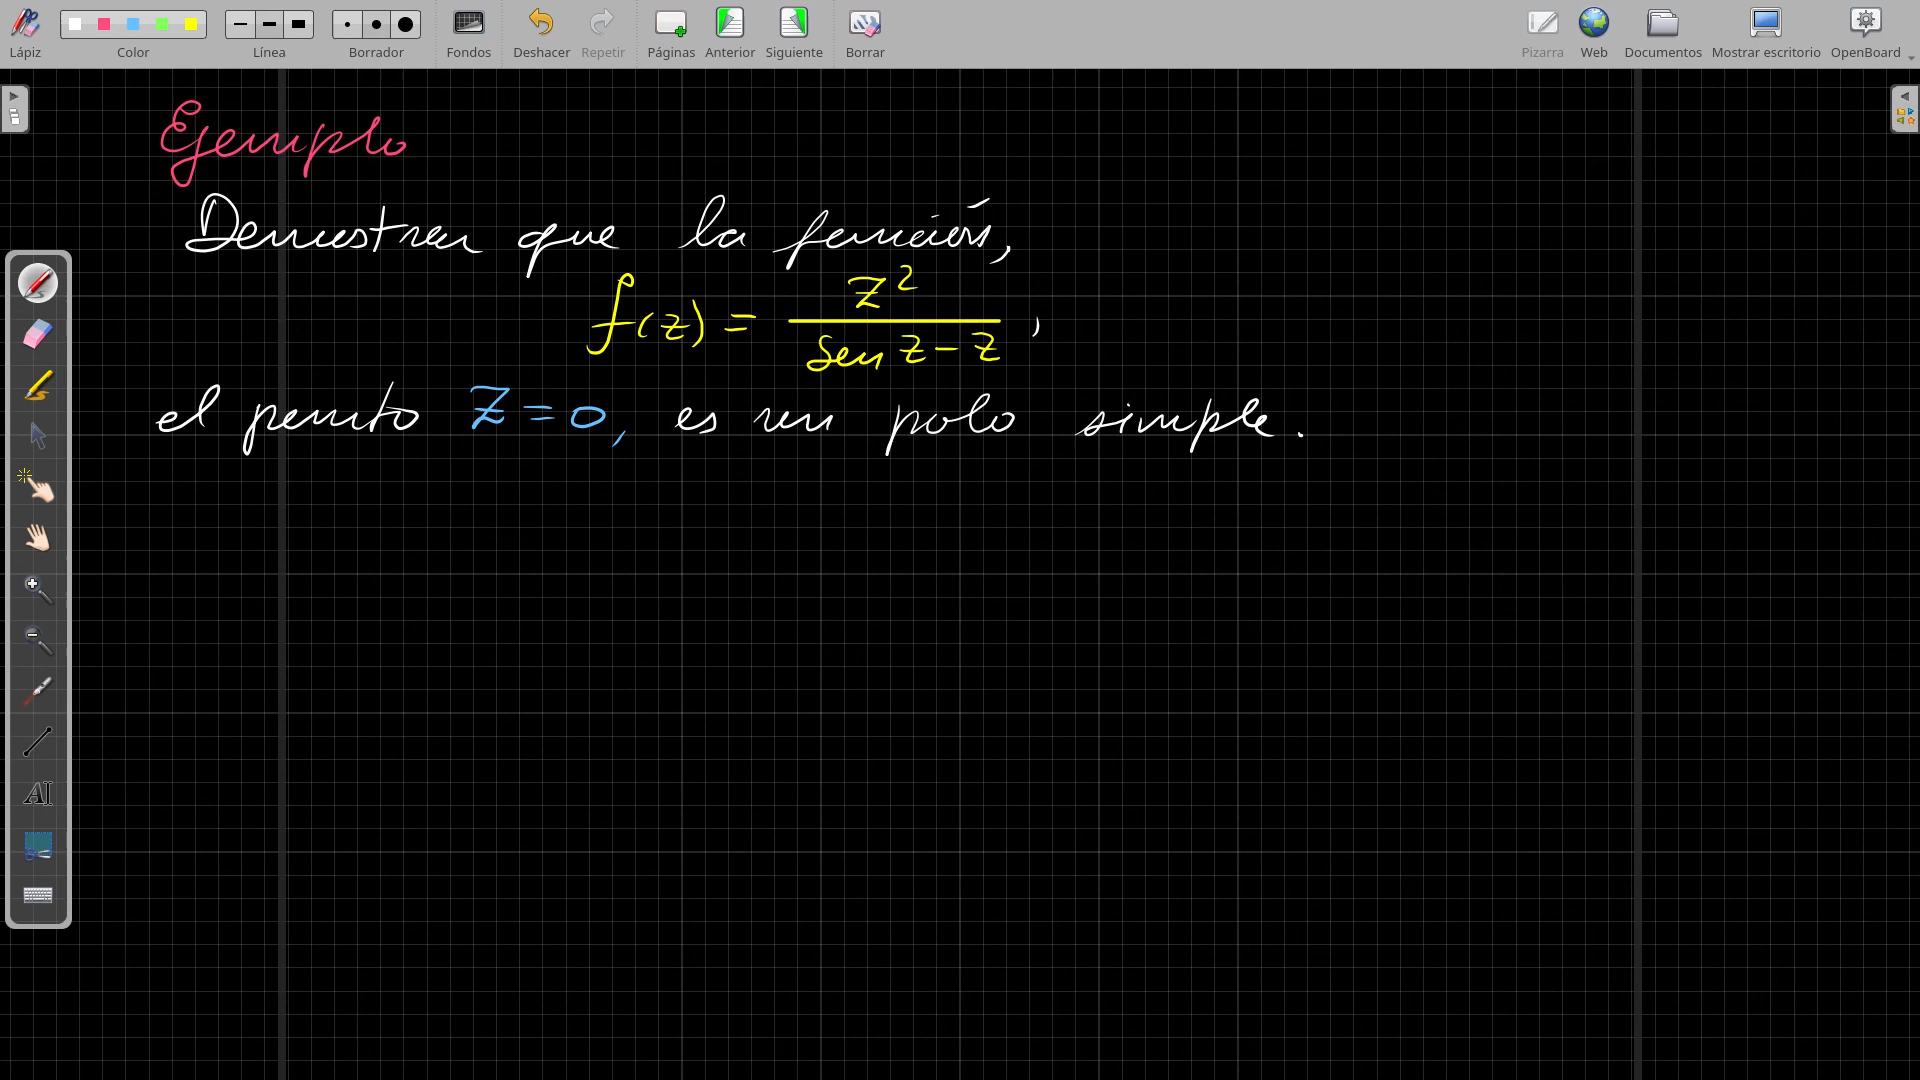 Lápiz Color Línea Borrador Fondos Deshacer Repetir Páginas Anterior Siguiente Borrar Pizarra Web Documentos Mostrar escritorio OpenBoard
Ejemplo
Demostrar que la función,
f(z) = z² / sen z - z ,
el punto z = 0, es un polo simple.